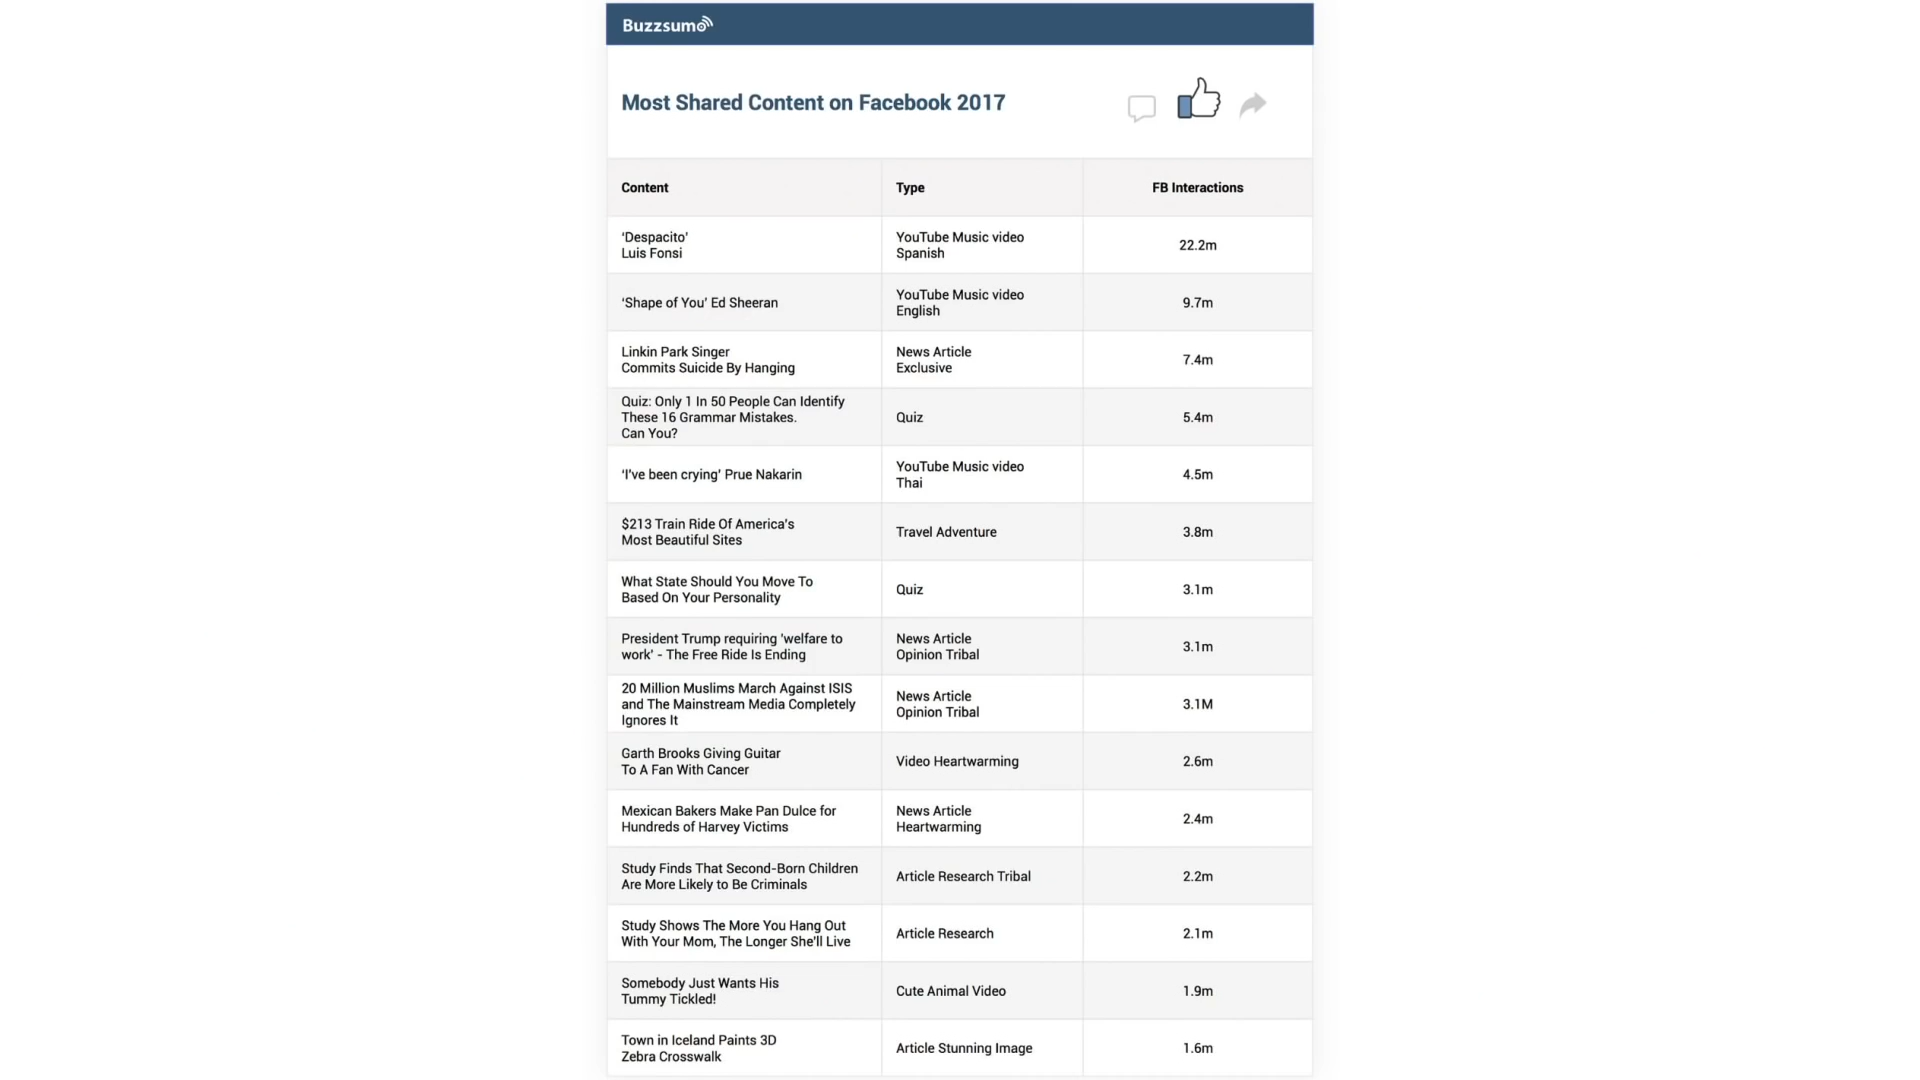 Buzzsumo
Most Shared Content on Facebook 2017
Content
Type
FB Interactions
‘Despacito’
Luis Fonsi
YouTube Music video
Spanish
22.2m
‘Shape of You’ Ed Sheeran
YouTube Music video
English
9.7m
Linkin Park Singer
Commits Suicide By Hanging
News Article
Exclusive
7.4m
Quiz: Only 1 In 50 People Can Identify
These 16 Grammar Mistakes.
Can You?
Quiz
5.4m
‘I've been crying’ Prue Nakarin
YouTube Music video
Thai
4.5m
$213 Train Ride Of America's
Most Beautiful Sites
Travel Adventure
3.8m
What State Should You Move To
Based On Your Personality
Quiz
3.1m
President Trump requiring 'welfare to
work' - The Free Ride Is Ending
News Article
Opinion Tribal
3.1m
20 Million Muslims March Against ISIS
and The Mainstream Media Completely
Ignores It
News Article
Opinion Tribal
3.1M
Garth Brooks Giving Guitar
To A Fan With Cancer
Video Heartwarming
2.6m
Mexican Bakers Make Pan Dulce for
Hundreds of Harvey Victims
News Article
Heartwarming
2.4m
Study Finds That Second-Born Children
Are More Likely to Be Criminals
Article Research Tribal
2.2m
Study Shows The More You Hang Out
With Your Mom, The Longer She'll Live
Article Research
2.1m
Somebody Just Wants His
Tummy Tickled!
Cute Animal Video
1.9m
Town in Iceland Paints 3D
Zebra Crosswalk
Article Stunning Image
1.6m